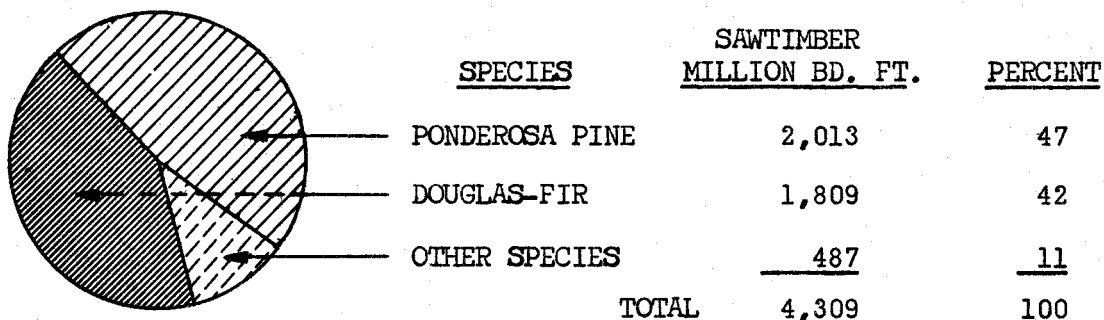 SAWTIMBER
SPECIES MILLION BD. FT. PERCENT
PONDEROSA PINE 2,013 47
DOUGLAS-FIR 1,809 42
OTHER SPECIES 487 11
TOTAL 4,309 100